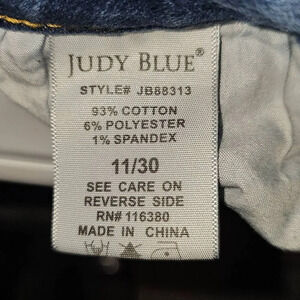 JUDY BLUE®
STYLE# JB88313
93% COTTON
6% POLYESTER
1% SPANDEX
11/30
SEE CARE ON
REVERSE SIDE
RN# 116380
MADE IN CHINA